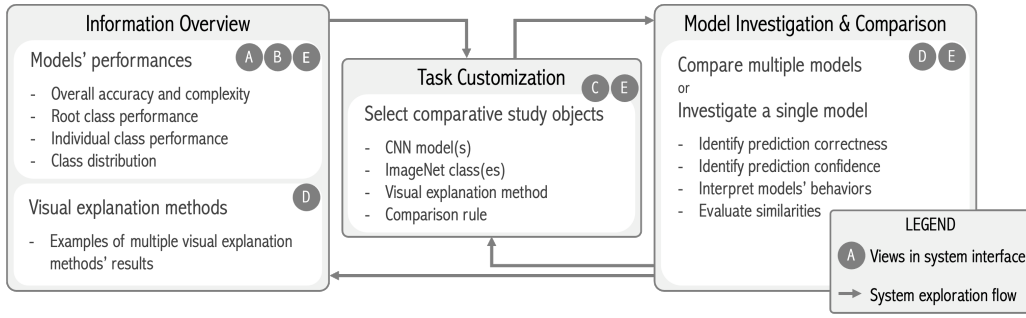 Information Overview
Models' performances
A B E
- Overall accuracy and complexity
- Root class performance
- Individual class performance
- Class distribution
Visual explanation methods
D
- Examples of multiple visual explanation
methods' results
Task Customization
C E
Select comparative study objects
- CNN model(s)
- ImageNet class(es)
- Visual explanation method
- Comparison rule
Model Investigation & Comparison
D E
Compare multiple models
or
Investigate a single model
- Identify prediction correctness
- Identify prediction confidence
- Interpret models' behaviors
- Evaluate similarities
LEGEND
A Views in system interface
System exploration flow